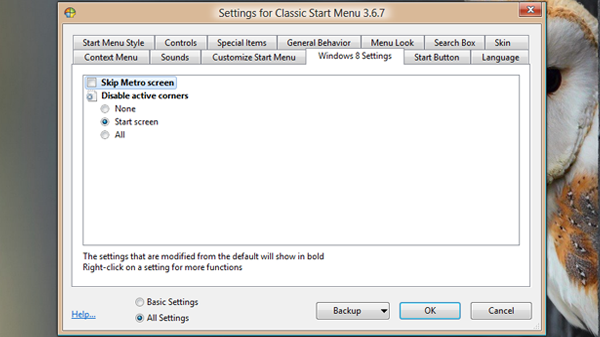 Settings for Classic Start Menu 3.6.7
Start Menu Style Controls Special Items General Behavior Menu Look Search Box Skin
Context Menu Sounds Customize Start Menu Windows 8 Settings Start Button Language
Skip Metro screen
Disable active corners
None
Start screen
All
The settings that are modified from the default will show in bold
Right-click on a setting for more functions
Help...
Basic Settings
All Settings
Backup
OK
Cancel